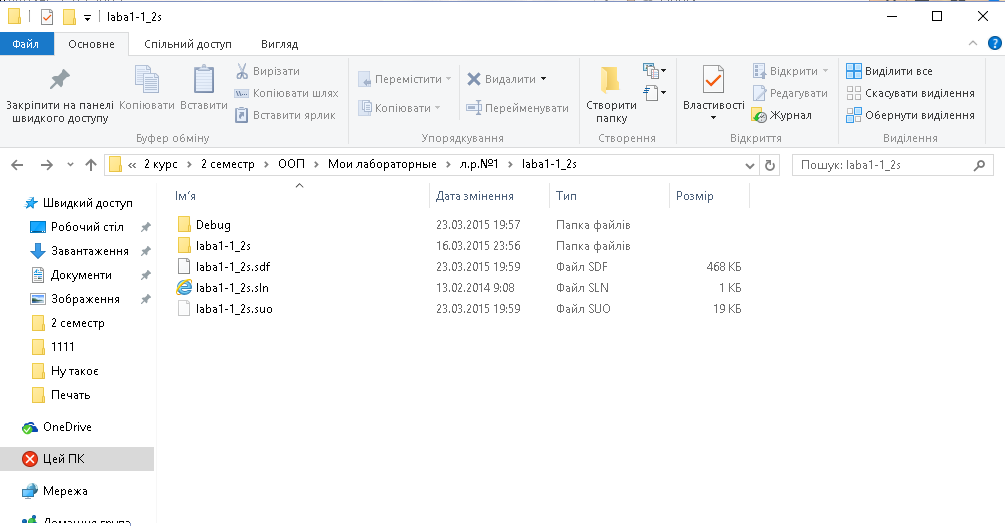 laba1-1_2s
Файл Основне Спільний доступ Вигляд
Закріпити на панелі швидкого доступу
Копіювати
Вставити
Вирізати
Копіювати шлях
Вставити ярлик
Буфер обміну
Перемістити
Копіювати
Видалити
Перейменувати
Упорядкування
Створити папку
Створення
Властивості
Відкрити
Редагувати
Журнал
Відкриття
Виділити все
Скасувати виділення
Обернути виділення
Виділення
« 2 курс 2 семестр ООП Мои лабораторные л.р.№1 laba1-1_2s
Пошук: laba1-1_2s
Швидкий доступ
Робочий стіл
Завантаження
Документи
Зображення
2 семестр
1111
Ну такоє
Печать
OneDrive
Цей ПК
Мережа
Домашня група
Ім'я Дата змінення Тип Розмір
Debug 23.03.2015 19:57 Папка файлів
laba1-1_2s 16.03.2015 23:56 Папка файлів
laba1-1_2s.sdf 23.03.2015 19:59 Файл SDF 468 КБ
laba1-1_2s.sln 13.02.2014 9:08 Файл SLN 1 КБ
laba1-1_2s.suo 23.03.2015 19:59 Файл SUO 19 КБ